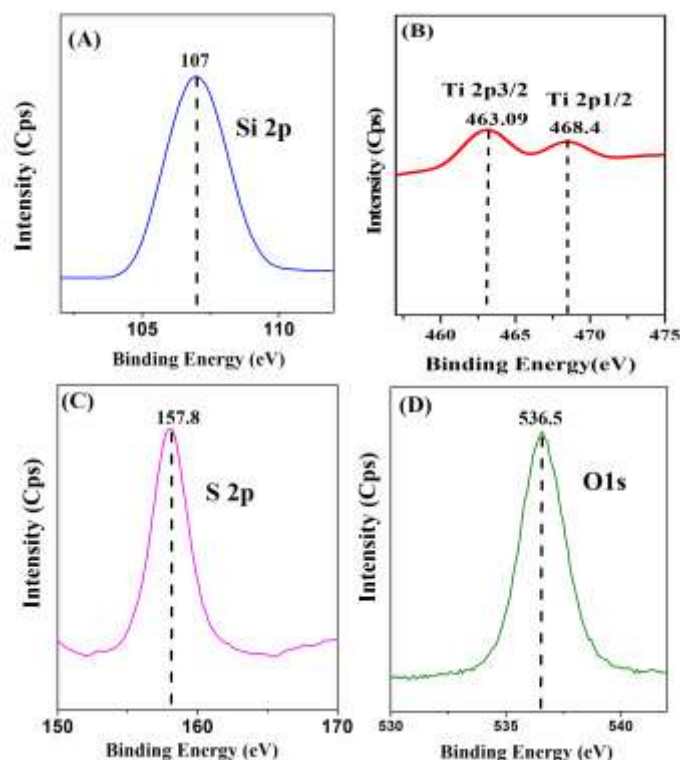 (A)
107
Si 2p
Intensity (Cps)
105
110
Binding Energy (eV)
(B)
Ti 2p3/2
463.09
Ti 2p1/2
468.4
Intensity (Cps)
460
465
470
475
Binding Energy(eV)
(C)
157.8
S 2p
Intensity (Cps)
150
160
170
Binding Energy (eV)
(D)
536.5
O1s
Intensity (Cps)
530
535
540
Binding Energy (eV)